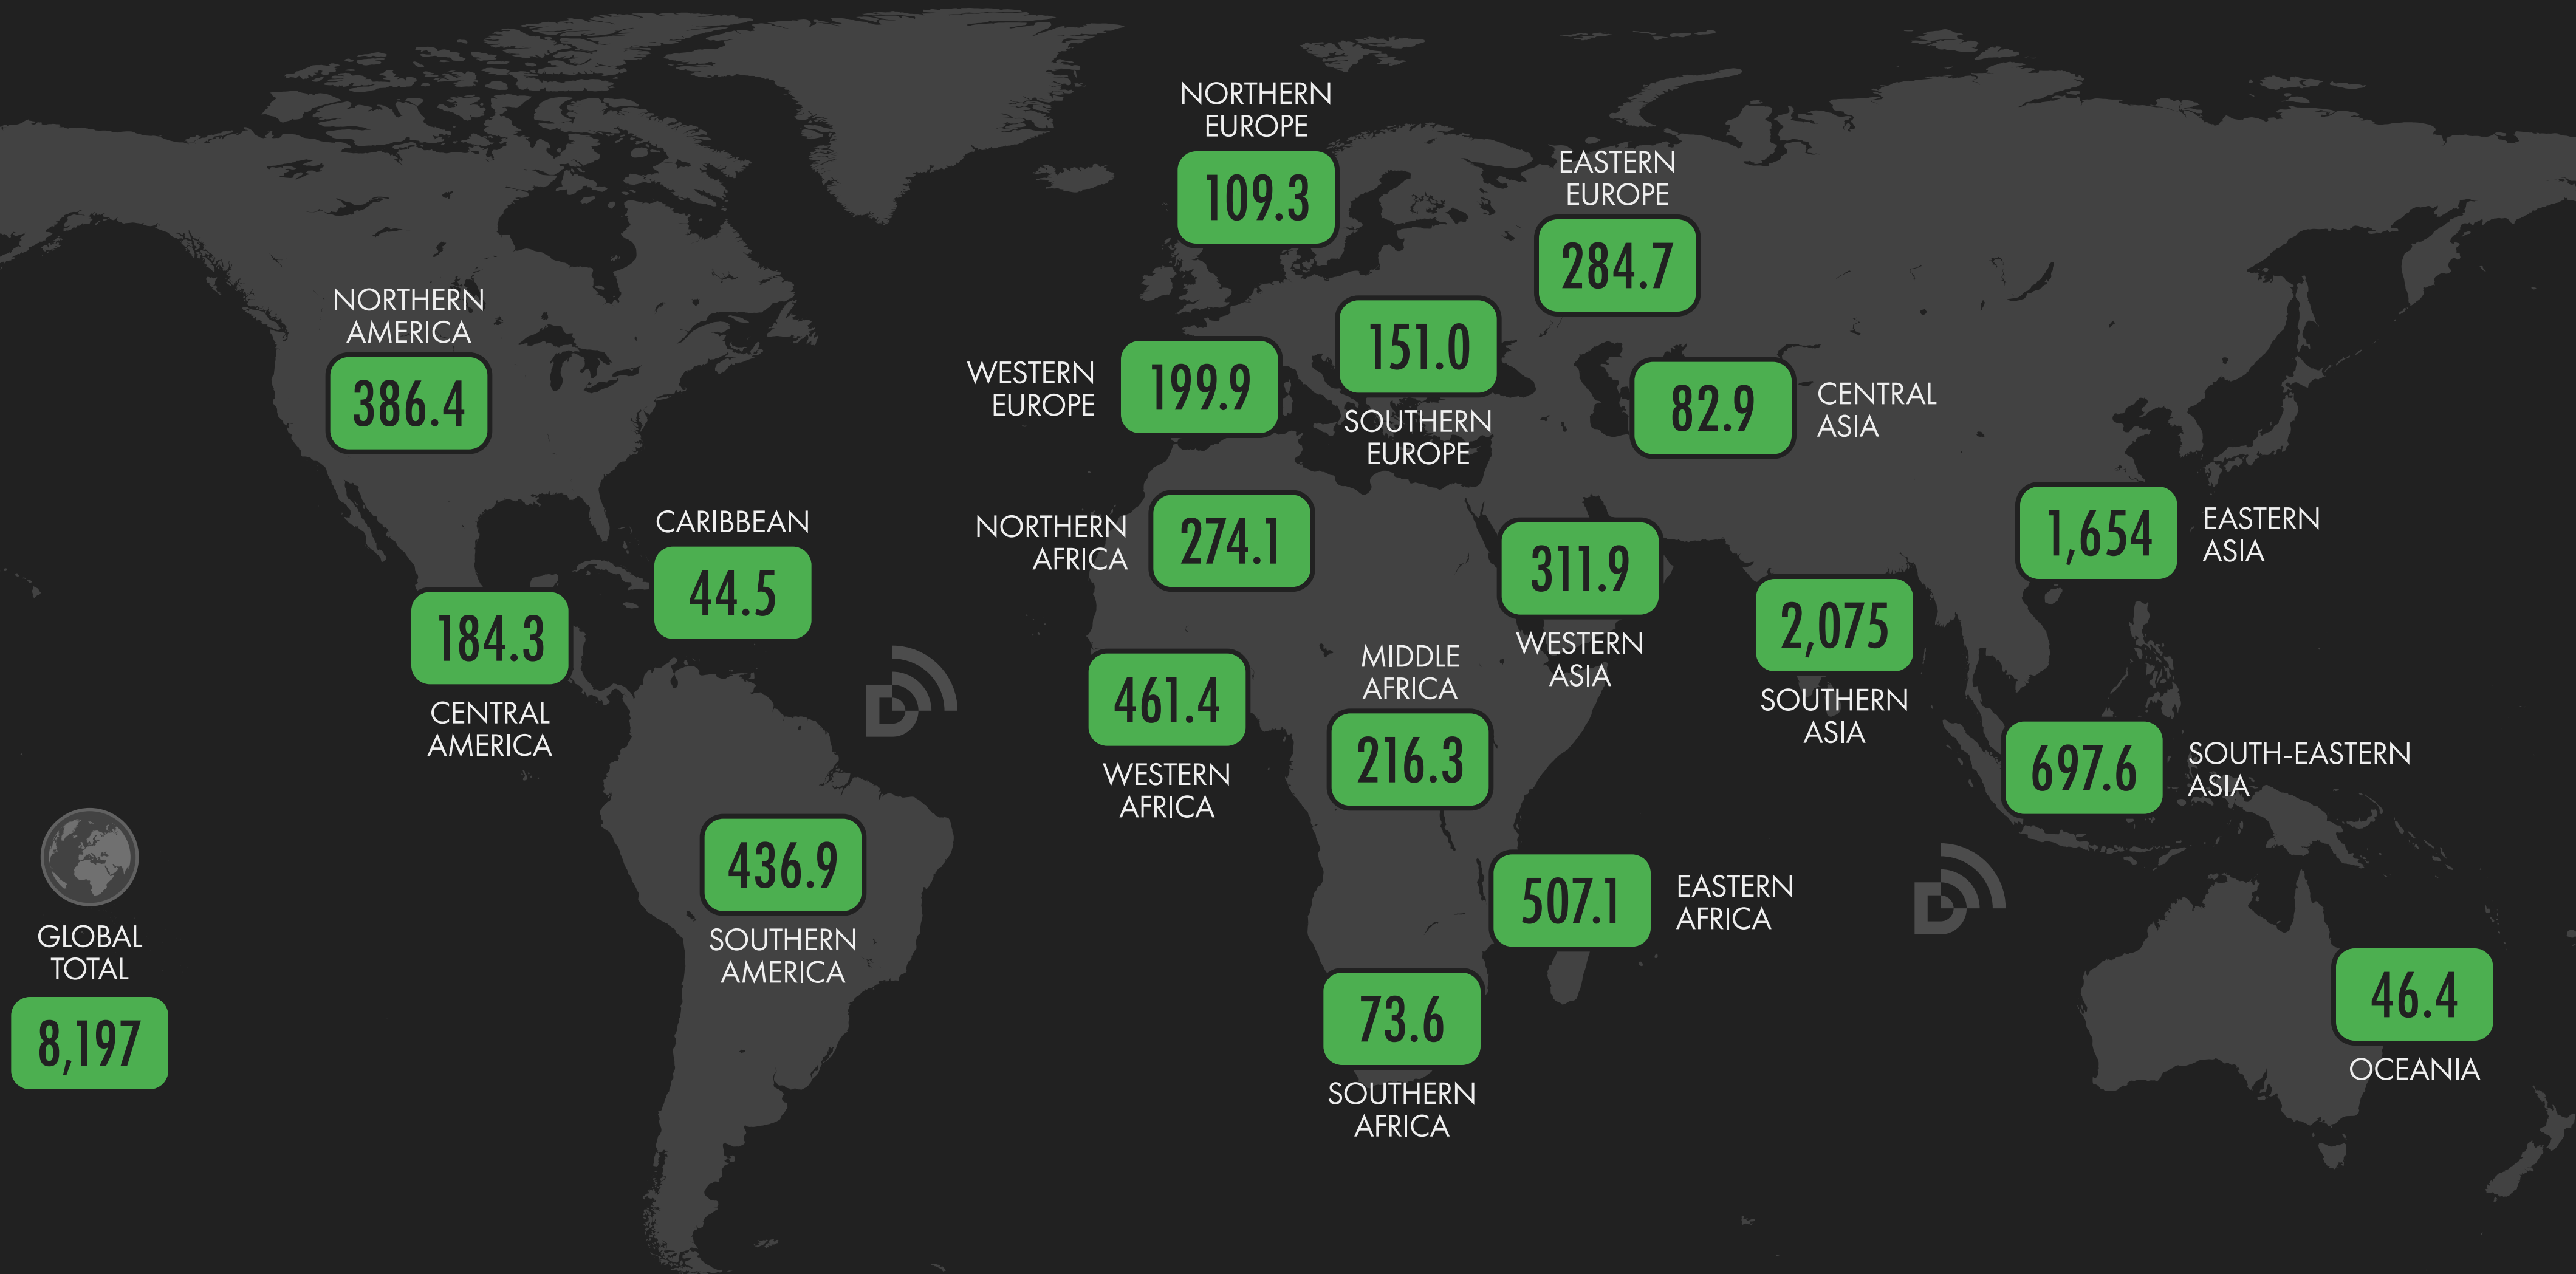 NORTHERN
EUROPE
109.3
EASTERN
EUROPE
284.7
NORTHERN
AMERICA
386.4
WESTERN
EUROPE
199.9
151.0
SOUTHERN
EUROPE
82.9
CENTRAL
ASIA
CARIBBEAN
44.5
NORTHERN
AFRICA
274.1
311.9
WESTERN
ASIA
1,654
EASTERN
ASIA
184.3
CENTRAL
AMERICA
461.4
WESTERN
AFRICA
MIDDLE
AFRICA
216.3
2,075
SOUTHERN
ASIA
697.6
SOUTH-EASTERN
ASIA
436.9
SOUTHERN
AMERICA
507.1
EASTERN
AFRICA
GLOBAL
TOTAL
8,197
73.6
SOUTHERN
AFRICA
46.4
OCEANIA